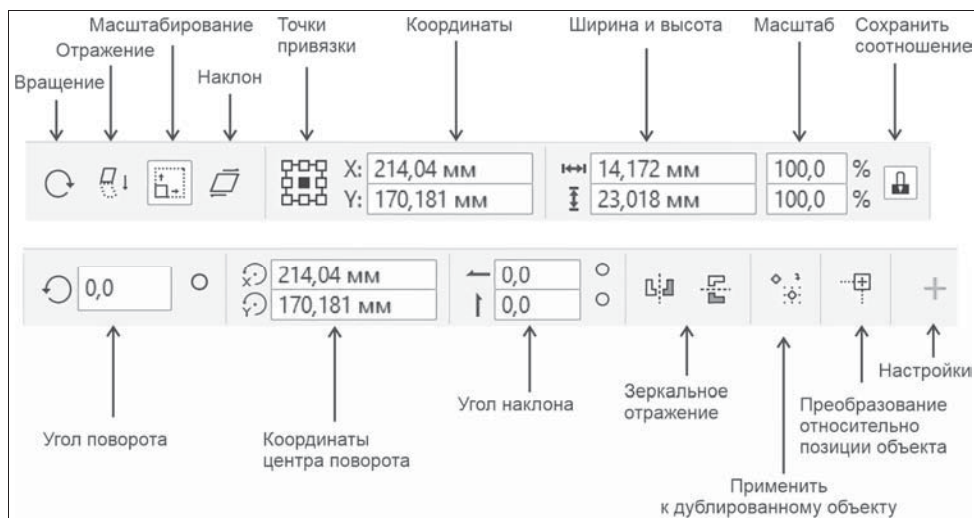 Масштабирование
Отражение
Вращение
Наклон
Точки
привязки
Координаты
Ширина и высота
Масштаб
Сохранить
соотношение
X: 214,04 мм
Y: 170,181 мм
14,172 мм
23,018 мм
100,0 %
100,0 %
0,0
X 214,04 мм
Y 170,181 мм
0,0
0,0
Угол поворота
Координаты
центра поворота
Угол наклона
Зеркальное
отражение
Применить
к дублированному объекту
Преобразование
относительно
позиции объекта
Настройки